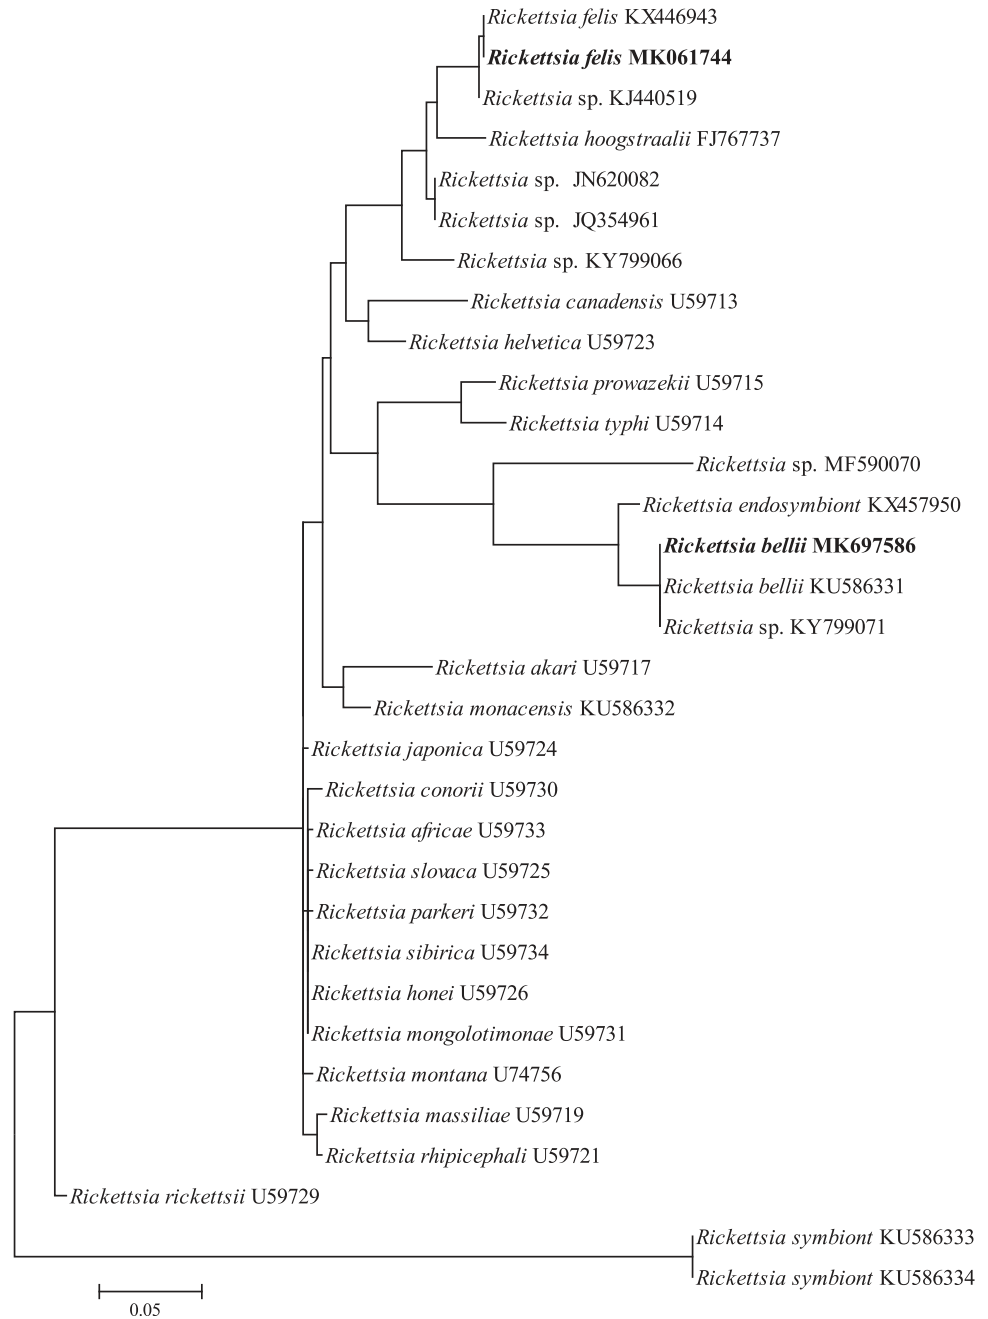 Rickettsia felis KX446943
Rickettsia felis MK061744
Rickettsia sp. KJ440519
Rickettsia hoogstraalii FJ767737
Rickettsia sp. JN620082
Rickettsia sp. JQ354961
Rickettsia sp. KY799066
Rickettsia canadensis U59713
Rickettsia helvetica U59723
Rickettsia prowazekii U59715
Rickettsia typhi U59714
Rickettsia sp. MF590070
Rickettsia endosymbiont KX457950
Rickettsia bellii MK697586
Rickettsia bellii KU586331
Rickettsia sp. KY799071
Rickettsia akari U59717
Rickettsia monacensis KU586332
Rickettsia japonica U59724
Rickettsia conorii U59730
Rickettsia africae U59733
Rickettsia slovaca U59725
Rickettsia parkeri U59732
Rickettsia sibirica U59734
Rickettsia honei U59726
Rickettsia mongolotimonae U59731
Rickettsia montana U74756
Rickettsia massiliae U59719
Rickettsia rhipicephali U59721
Rickettsia rickettsii U59729
Rickettsia symbiont KU586333
Rickettsia symbiont KU586334
0.05